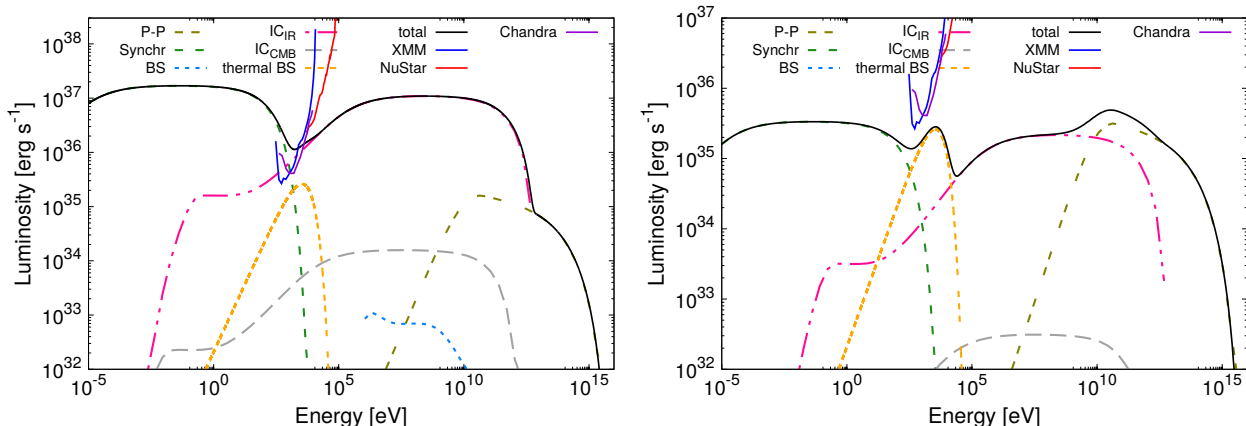 P-P
Synchr
BS
IC_IR
IC_CMB
thermal BS
total
XMM
NuStar
Chandra
Luminosity [erg s^-1]
10^38
10^37
10^36
10^35
10^34
10^33
10^32
10^-5
10^0
10^5
10^10
10^15
Energy [eV]
P-P
Synchr
BS
IC_IR
IC_CMB
thermal BS
total
XMM
NuStar
Chandra
Luminosity [erg s^-1]
10^37
10^36
10^35
10^34
10^33
10^32
10^-5
10^0
10^5
10^10
10^15
Energy [eV]